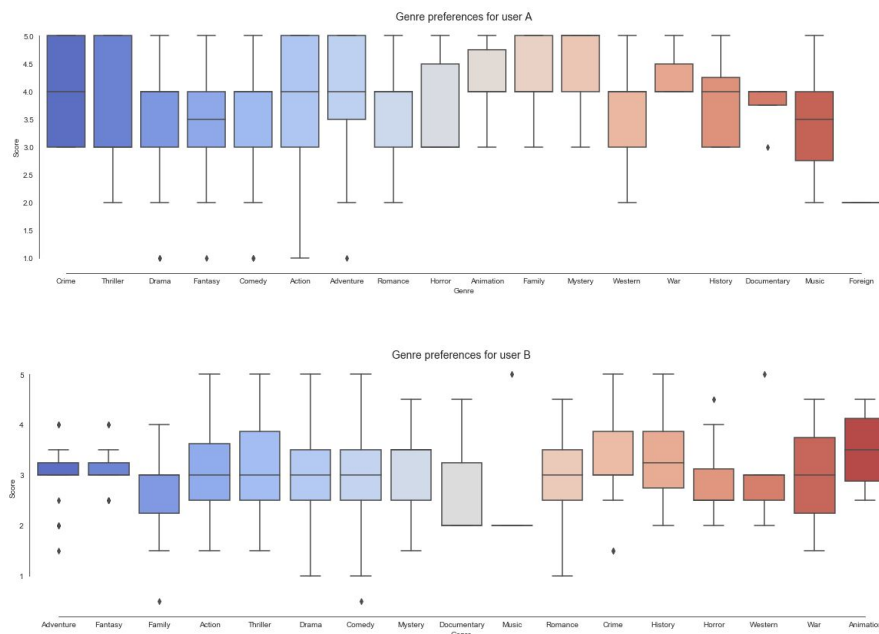 Genre preferences for user A
5.0
4.5
4.0
3.5
3.0
2.5
2.0
1.5
1.0
Score
Crime Thriller Drama Fantasy Comedy Action Adventure Romance Horror Animation Family Mystery Western War History Documentary Music Foreign
Genre
Genre preferences for user B
5
4
3
2
1
Score
Adventure Fantasy Family Action Thriller Drama Comedy Mystery Documentary Music Romance Crime History Horror Western War Animation
Genre